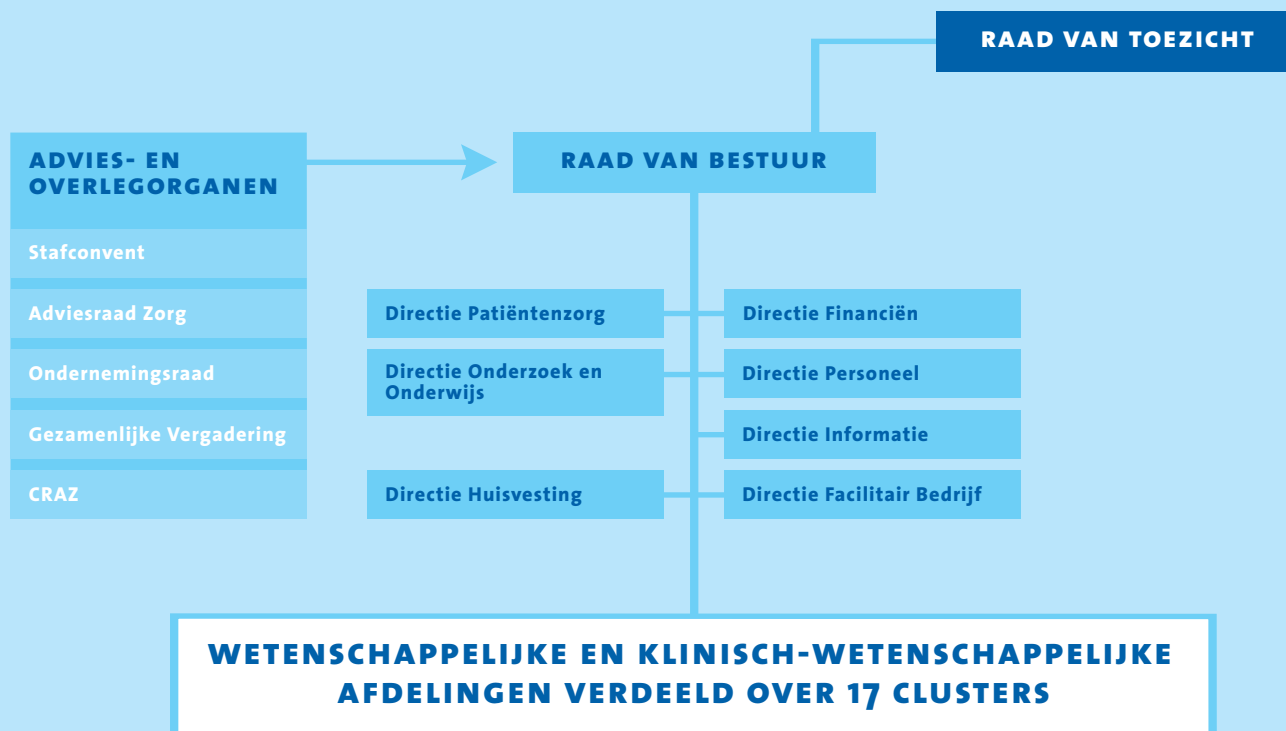 RAAD VAN TOEZICHT
ADVIES- EN
OVERLEGORGANEN
RAAD VAN BESTUUR
Stafconvent
Adviesraad Zorg
Ondernemingsraad
Gezamenlijke Vergadering
CRAZ
Directie Patiëntenzorg
Directie Onderzoek en
Onderwijs
Directie Huisvesting
Directie Financiën
Directie Personeel
Directie Informatie
Directie Facilitair Bedrijf
WETENSCHAPPELIJKE EN KLINISCH-WETENSCHAPPELIJKE
AFDELINGEN VERDEELD OVER 17 CLUSTERS